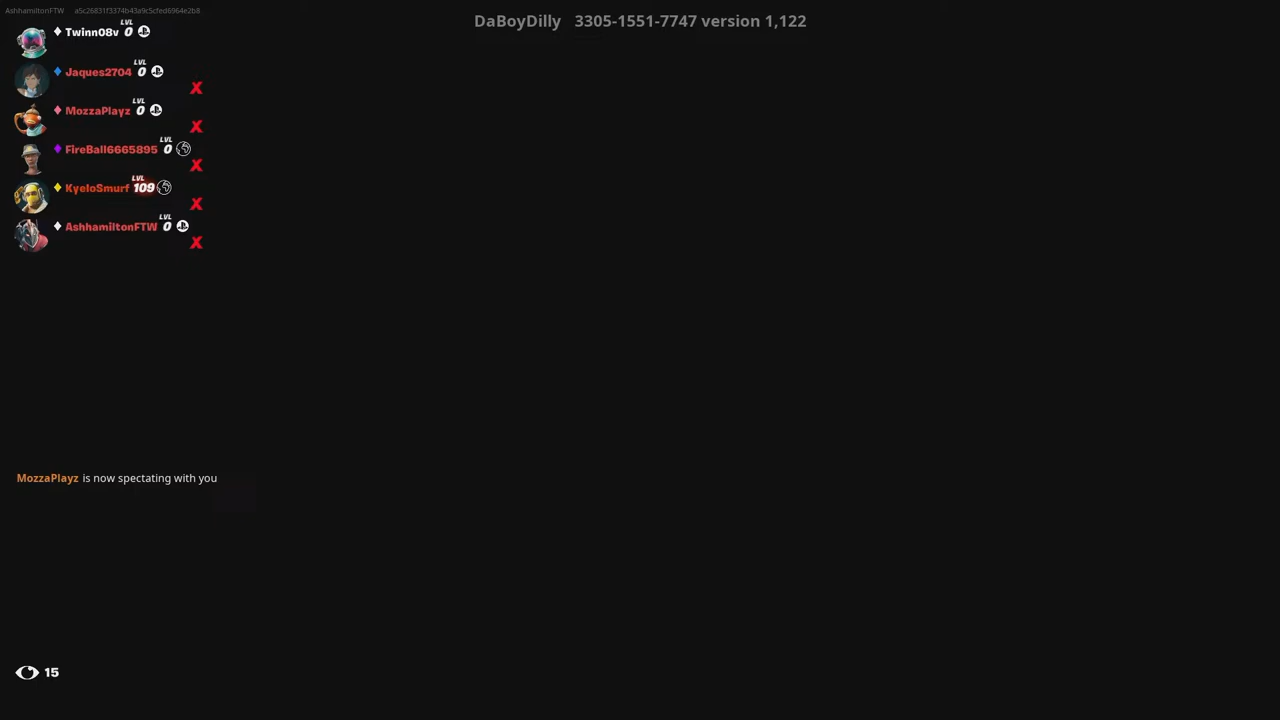 AshhamiltonFTW a5c26831f3374b43a9c5cfed6964e2b8
DaBoyDilly 3305-1551-7747 version 1,122
Twinn08v LVL 0
Jaques2704 LVL 0
X
MozzaPlayz LVL 0
X
FireBall6665895 LVL 0
X
KyeloSmurf LVL 109
X
AshhamiltonFTW LVL 0
X
MozzaPlayz is now spectating with you
15